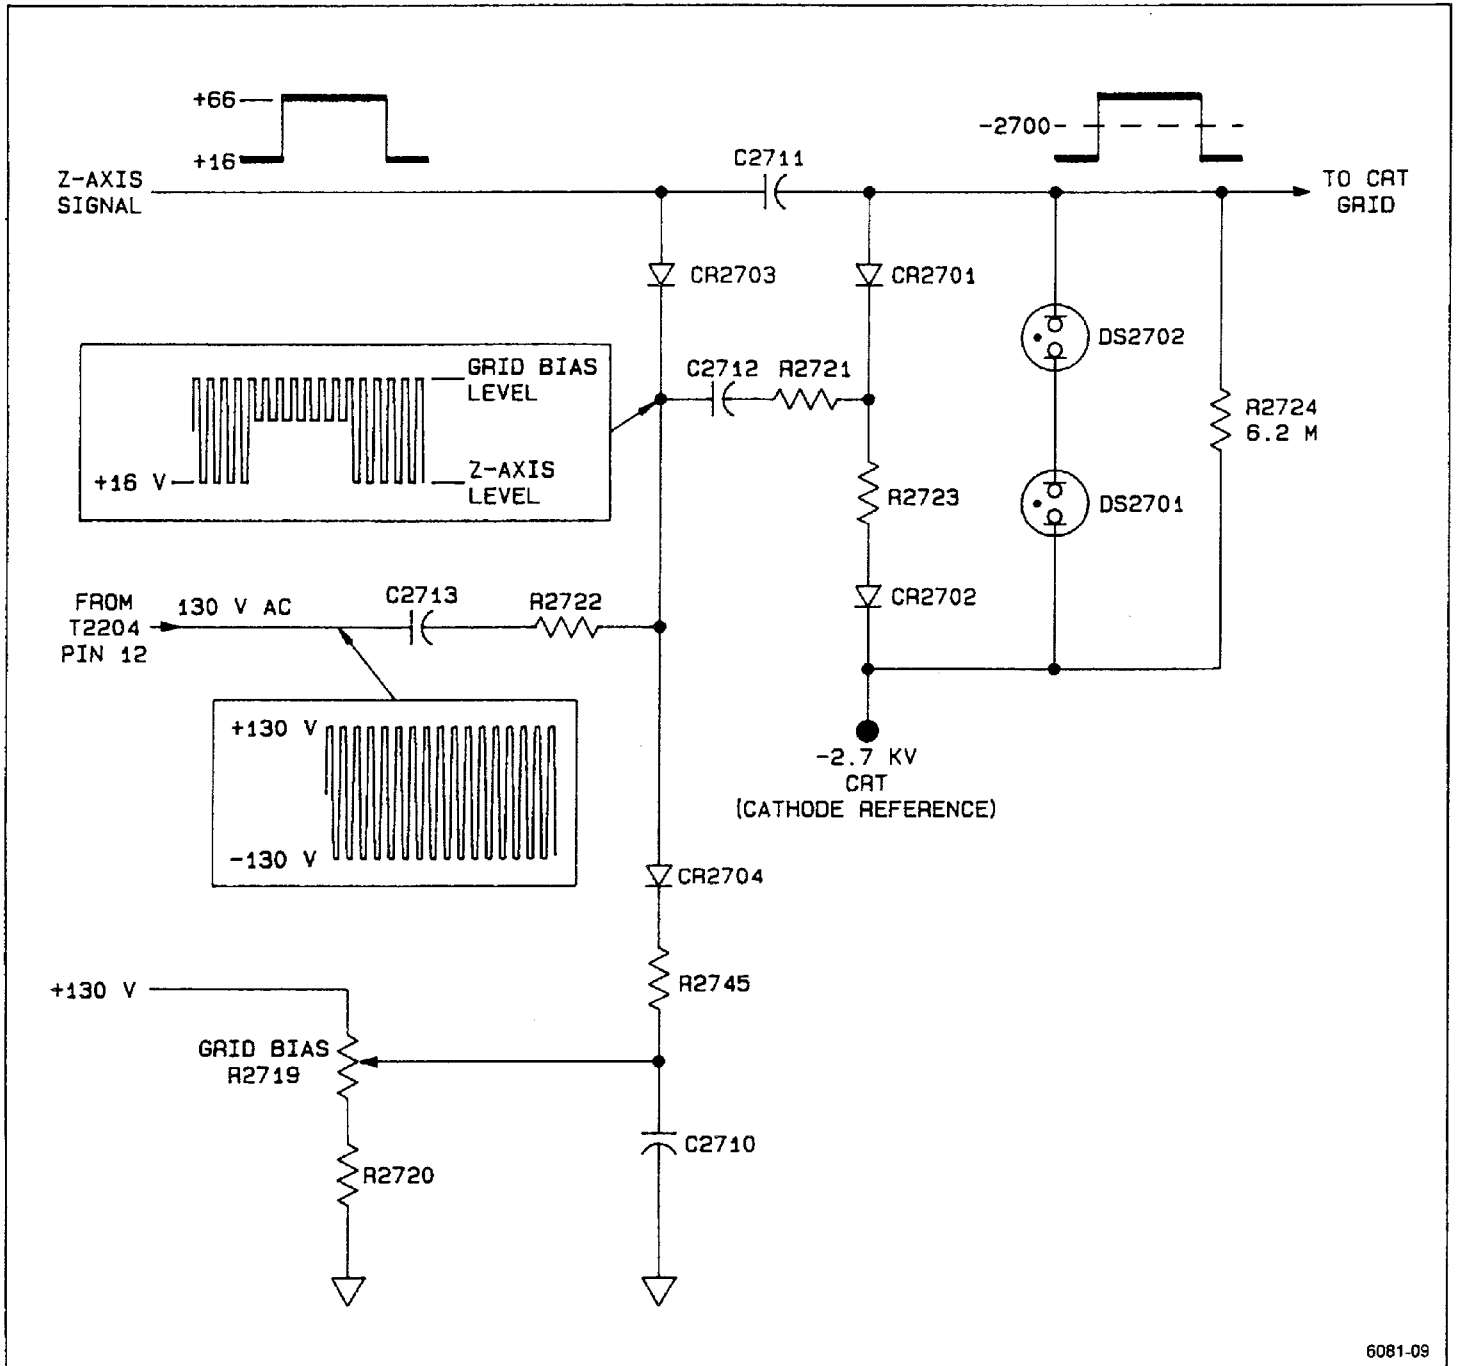 +66
+16
-2700
Z-AXIS
SIGNAL
C2711
TO CRT
GRID
CR2703
CR2701
DS2702
GRID BIAS
LEVEL
C2712
R2721
R2724
6.2 M
+16 V
Z-AXIS
LEVEL
R2723
DS2701
FROM
T2204
PIN 12
130 V AC
C2713
R2722
CR2702
+130 V
-130 V
-2.7 KV
CRT
(CATHODE REFERENCE)
CR2704
+130 V
R2745
GRID BIAS
R2719
R2720
C2710
6081-09